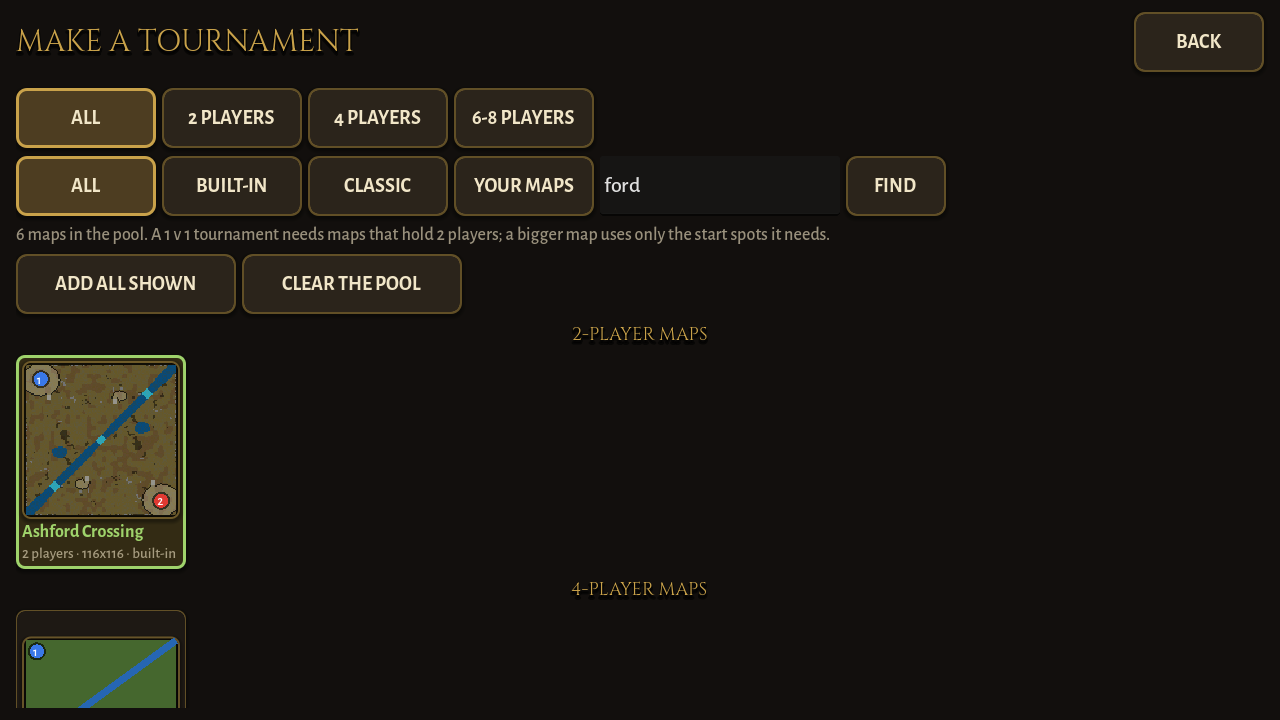 MAKE A TOURNAMENT
BACK
ALL
2 PLAYERS
4 PLAYERS
6-8 PLAYERS
ALL
BUILT-IN
CLASSIC
YOUR MAPS
ford
FIND
6 maps in the pool. A 1 v 1 tournament needs maps that hold 2 players; a bigger map uses only the start spots it needs.
ADD ALL SHOWN
CLEAR THE POOL
2-PLAYER MAPS
1
2
Ashford Crossing
2 players · 116x116 · built-in
4-PLAYER MAPS
1